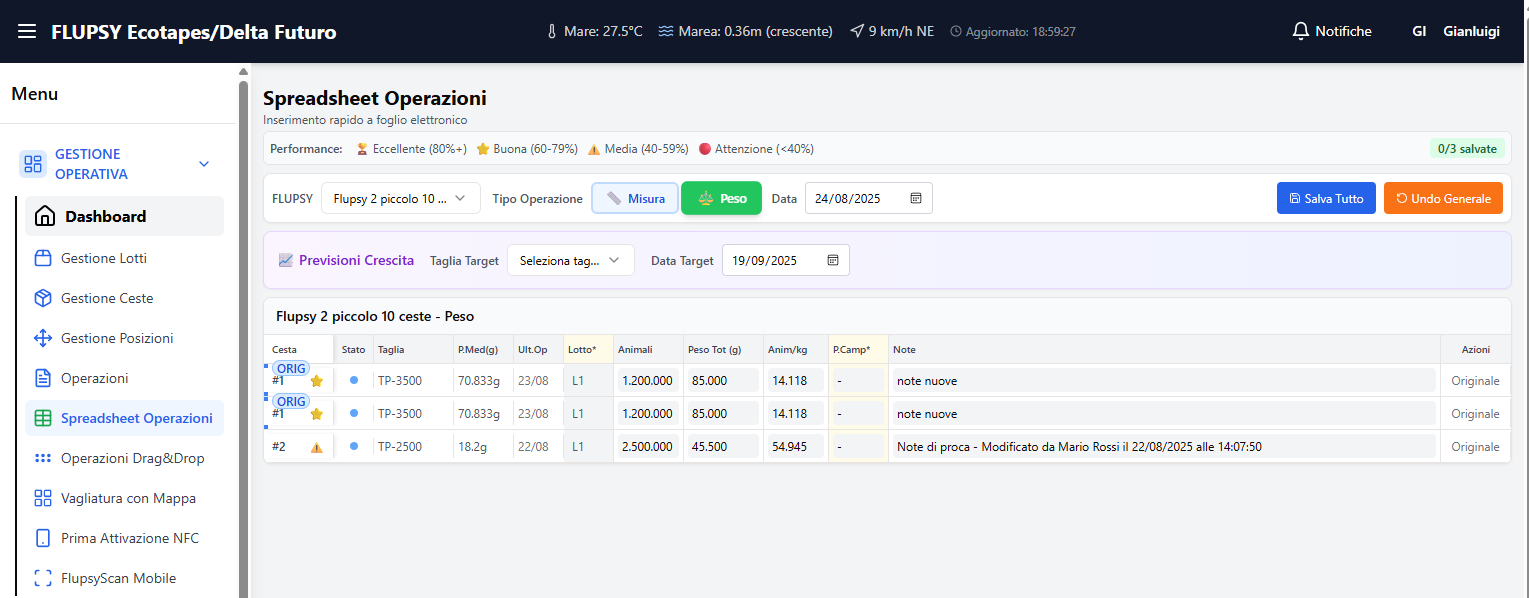 FLUPSY Ecotapes/Delta Futuro
Mare: 27.5°C
Marea: 0.36m (crescente)
9 km/h NE
Aggiornato: 18:59:27
Notifiche
GI
Gianluigi
Menu
GESTIONE
OPERATIVA
Dashboard
Gestione Lotti
Gestione Ceste
Gestione Posizioni
Operazioni
Spreadsheet Operazioni
Operazioni Drag&Drop
Vagliatura con Mappa
Prima Attivazione NFC
FlupsyScan Mobile
Spreadsheet Operazioni
Inserimento rapido a foglio elettronico
Performance: Eccellente (80%+) Buona (60-79%) Media (40-59%) Attenzione (<40%) 0/3 salvate
FLUPSY Flupsy 2 piccolo 10 ... Tipo Operazione Misura Peso Data 24/08/2025 Salva Tutto Undo Generale
Previsioni Crescita Taglia Target Seleziona tag... Data Target 19/09/2025
Flupsy 2 piccolo 10 ceste - Peso
Cesta Stato Taglia P.Med(g) Ult.Op Lotto* Animali Peso Tot (g) Anim/kg P.Camp* Note Azioni
ORIG
#1 TP-3500 70.833g 23/08 L1 1.200.000 85.000 14.118 - note nuove Originale
ORIG
#1 TP-3500 70.833g 23/08 L1 1.200.000 85.000 14.118 - note nuove Originale
#2 TP-2500 18.2g 22/08 L1 2.500.000 45.500 54.945 - Note di proca - Modificato da Mario Rossi il 22/08/2025 alle 14:07:50 Originale